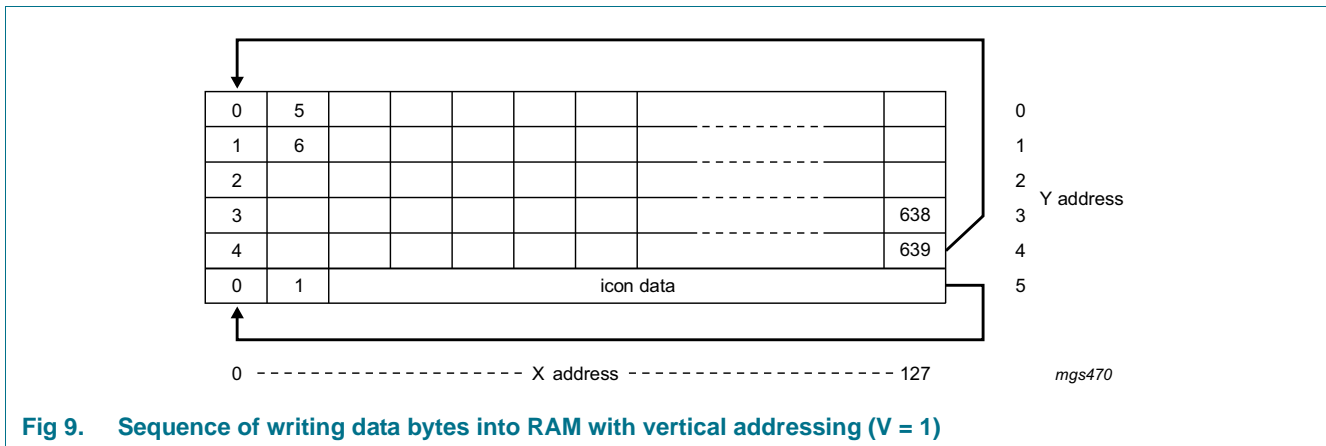 0 5 0
1 6 1
2 2
Y address
3 638 3
4 639 4
0 1 icon data 5
0 X address 127 mgs470
Fig 9. Sequence of writing data bytes into RAM with vertical addressing (V = 1)